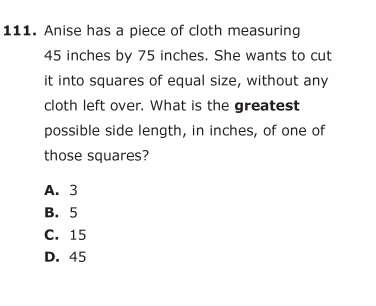 111. Anise has a piece of cloth measuring
45 inches by 75 inches. She wants to cut
it into squares of equal size, without any
cloth left over. What is the greatest
possible side length, in inches, of one of
those squares?
A. 3
B. 5
C. 15
D. 45